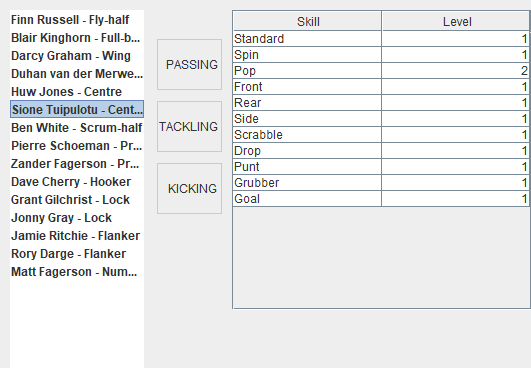 Finn Russell - Fly-half
Blair Kinghorn - Full-b...
Darcy Graham - Wing
Duhan van der Merwe...
Huw Jones - Centre
Sione Tuipulotu - Cent...
Ben White - Scrum-half
Pierre Schoeman - Pr...
Zander Fagerson - Pr...
Dave Cherry - Hooker
Grant Gilchrist - Lock
Jonny Gray - Lock
Jamie Ritchie - Flanker
Rory Darge - Flanker
Matt Fagerson - Num...
PASSING
TACKLING
KICKING
Skill Level
Standard 1
Spin 1
Pop 2
Front 1
Rear 1
Side 1
Scrabble 1
Drop 1
Punt 1
Grubber 1
Goal 1